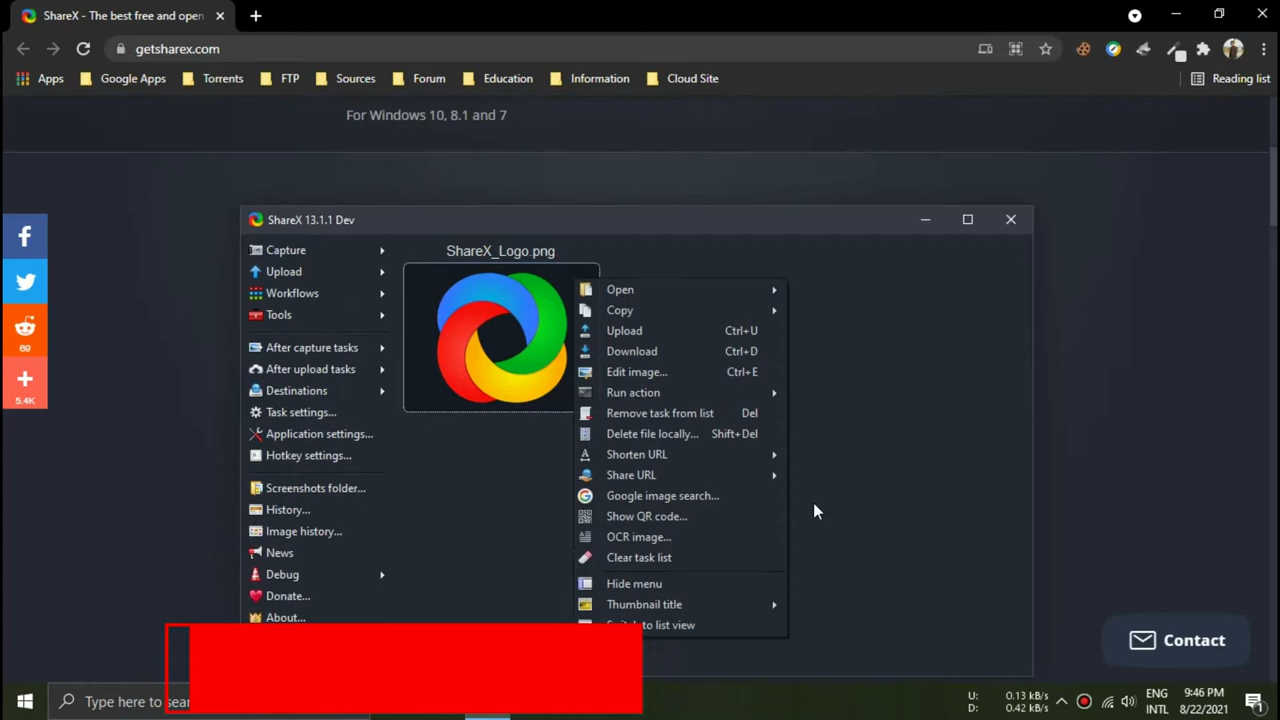 ShareX - The best free and open
getsharex.com
Apps
Google Apps
Torrents
FTP
Sources
Forum
Education
Information
Cloud Site
Reading list
For Windows 10, 8.1 and 7
69
5.4K
ShareX 13.1.1 Dev
Capture
Upload
Workflows
Tools
After capture tasks
After upload tasks
Destinations
Task settings...
Application settings...
Hotkey settings...
Screenshots folder...
History...
Image history...
News
Debug
Donate...
About...
ShareX_Logo.png
Open
Copy
Upload Ctrl+U
Download Ctrl+D
Edit image... Ctrl+E
Run action
Remove task from list Del
Delete file locally... Shift+Del
Shorten URL
Share URL
Google image search...
Show QR code...
OCR image...
Clear task list
Hide menu
Thumbnail title
to list view
Contact
Type here to
U: 0.13 kB/s
D: 0.42 kB/s
ENG
INTL
9:46 PM
8/22/2021
1